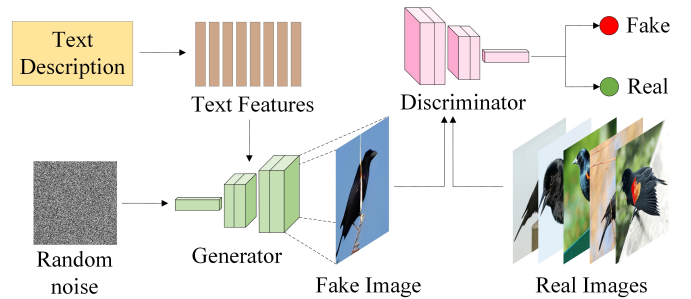 Text
Description
Text Features
Discriminator
Fake
Real
Random
noise
Generator
Fake Image
Real Images